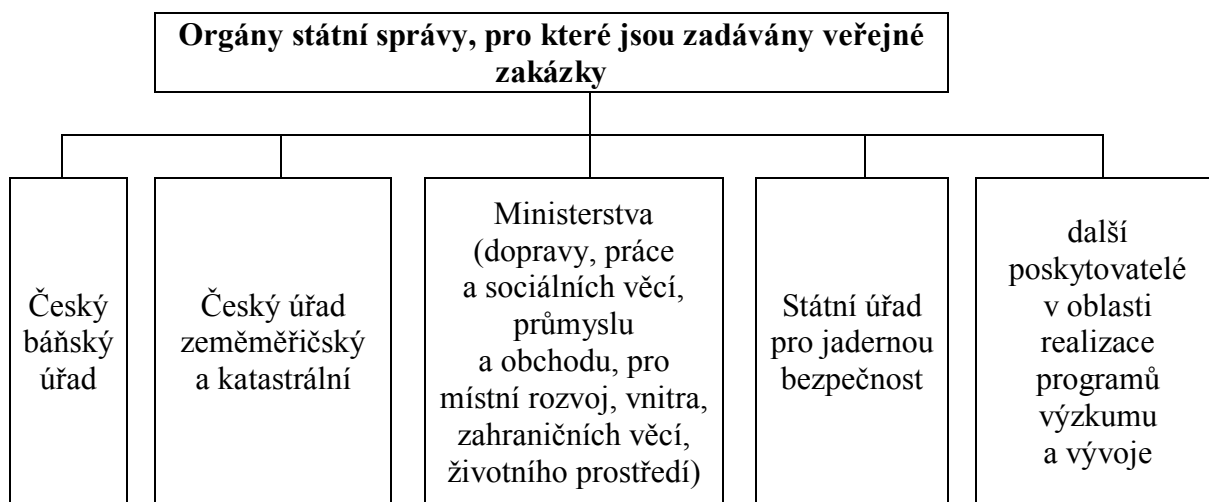 Orgány státní správy, pro které jsou zadávány veřejné
zakázky
Český
báňský
úřad
Český úřad
zeměměřičský
a katastrální
Ministerstva
(dopravy, práce
a sociálních věcí,
průmyslu
a obchodu, pro
místní rozvoj, vnitra,
zahraničních věcí,
životního prostředí)
Státní úřad
pro jadernou
bezpečnost
další
poskytovatelé
v oblasti
realizace
programů
výzkumu
a vývoje